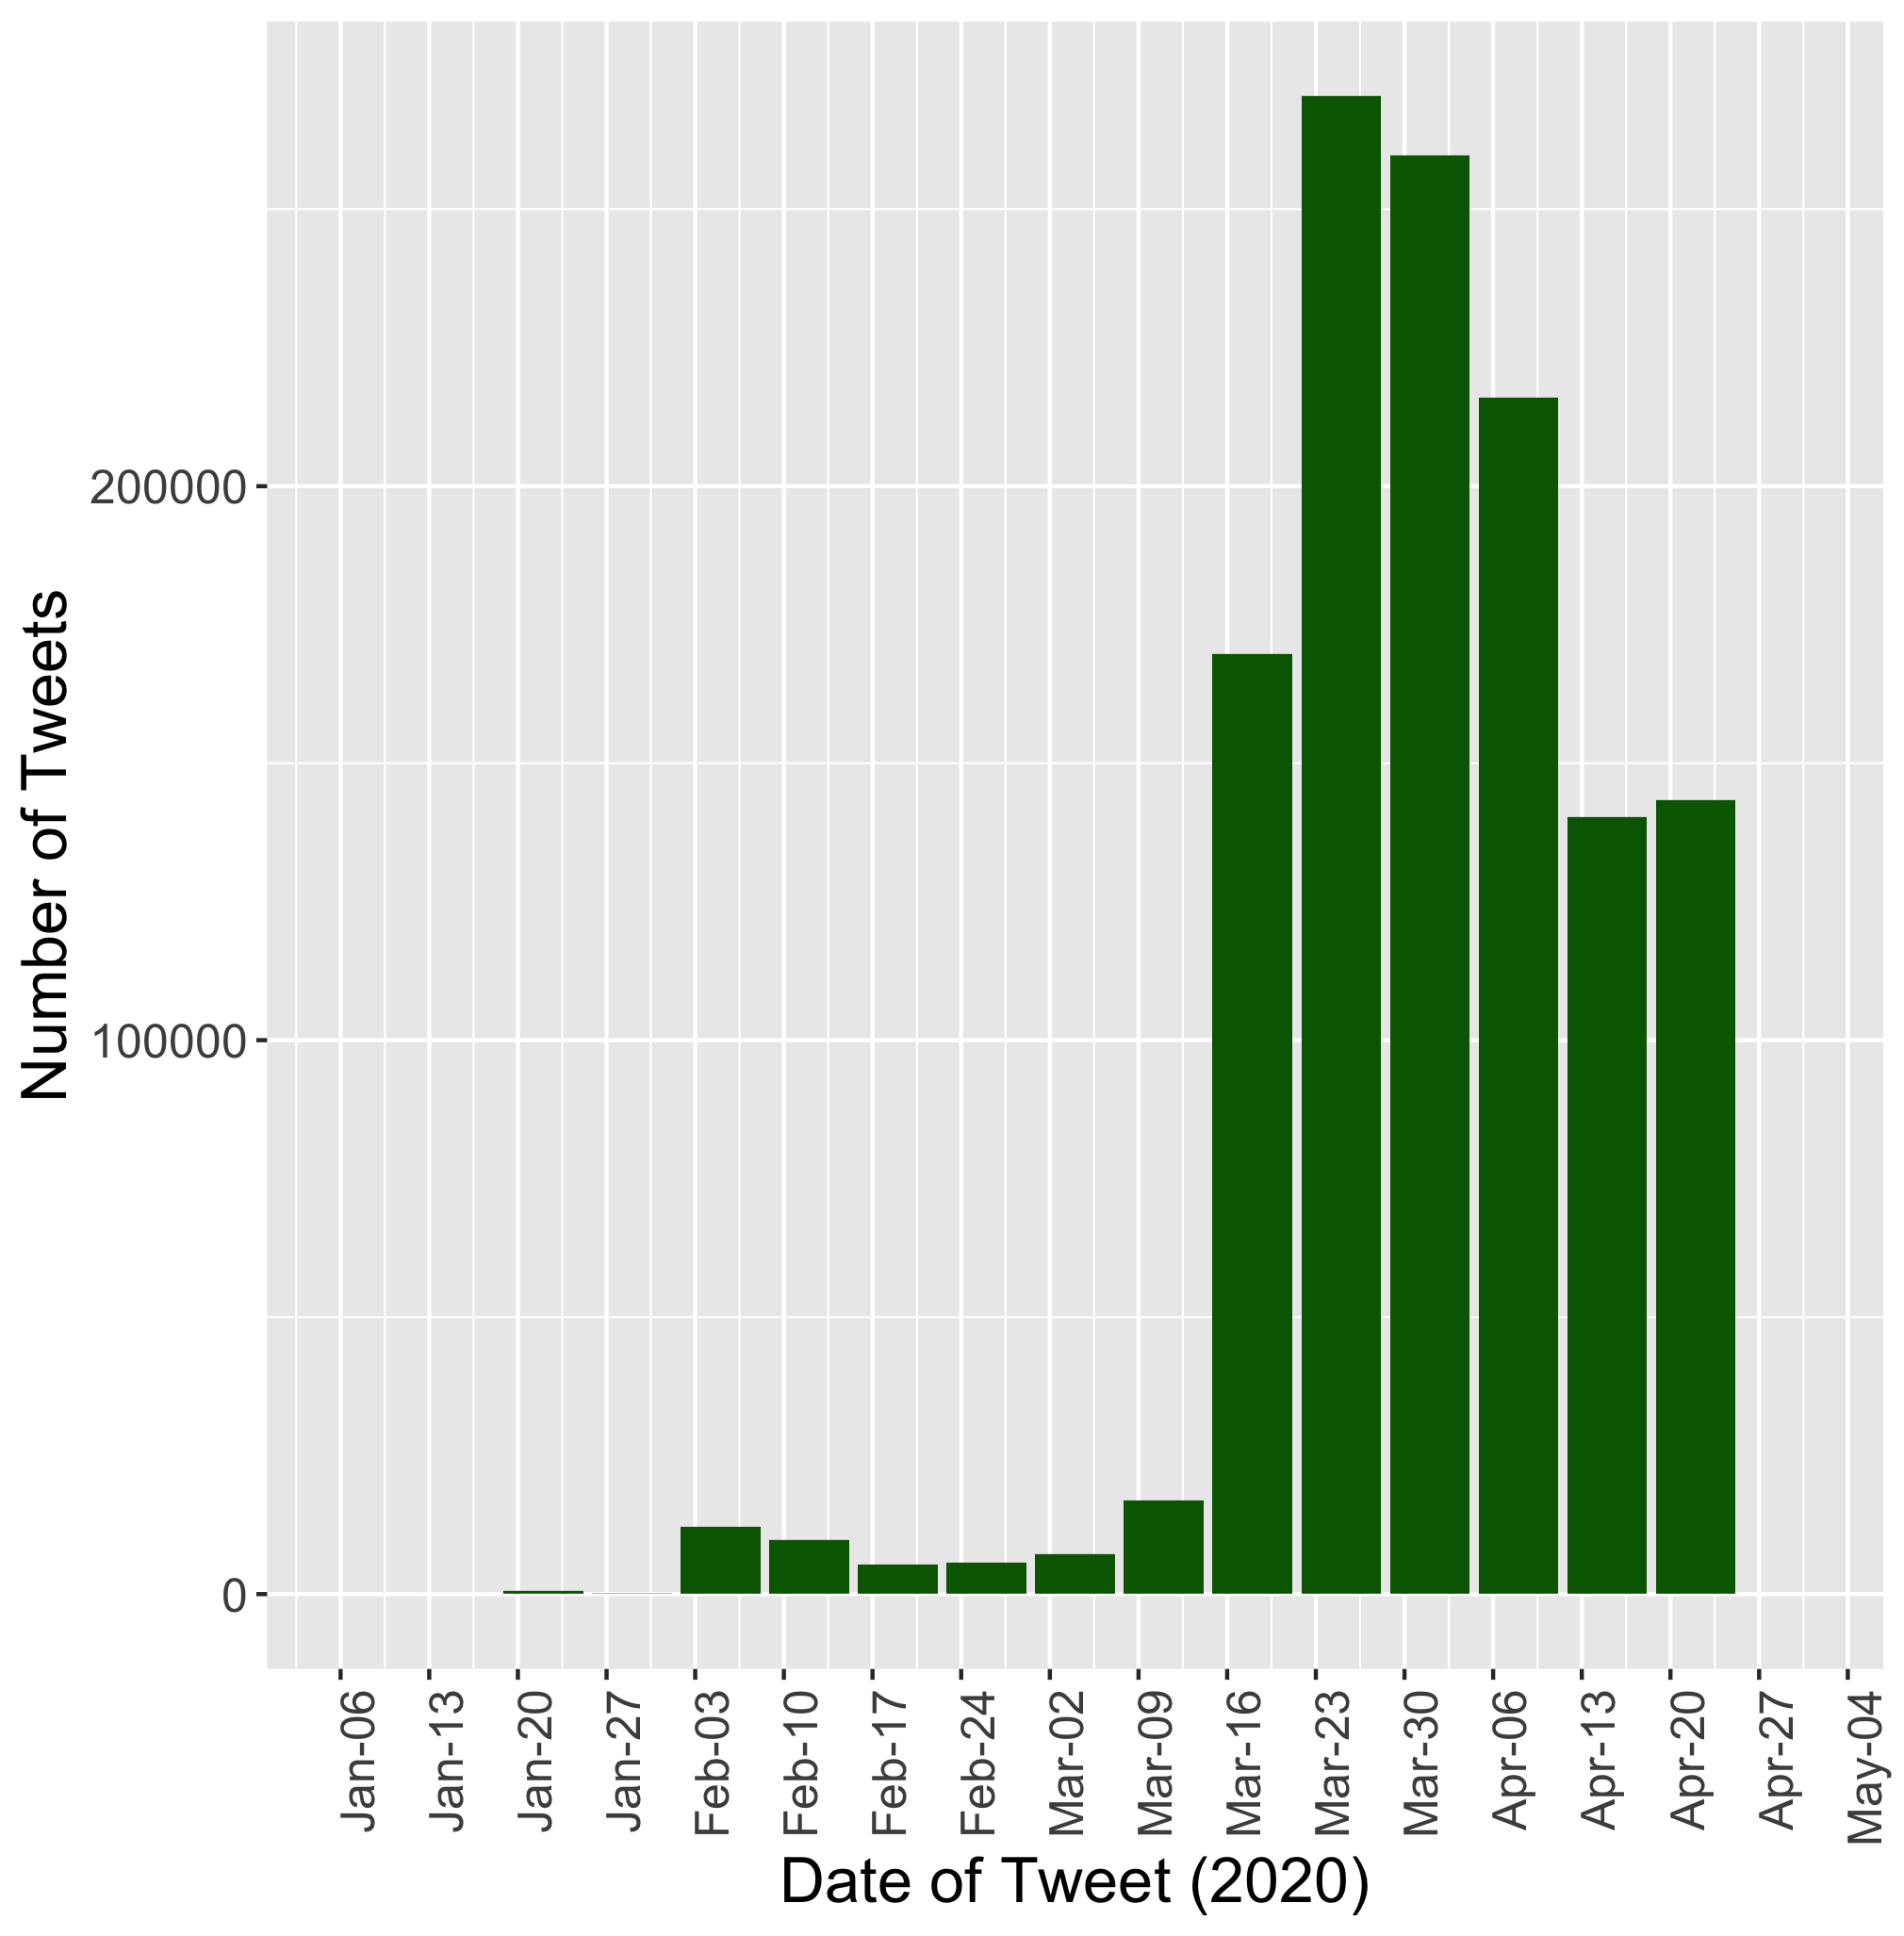 Number of Tweets
200000
100000
0
Jan-06
Jan-13
Jan-20
Jan-27
Feb-03
Feb-10
Feb-17
Feb-24
Mar-02
Mar-09
Mar-16
Mar-23
Mar-30
Apr-06
Apr-13
Apr-20
Apr-27
May-04
Date of Tweet (2020)